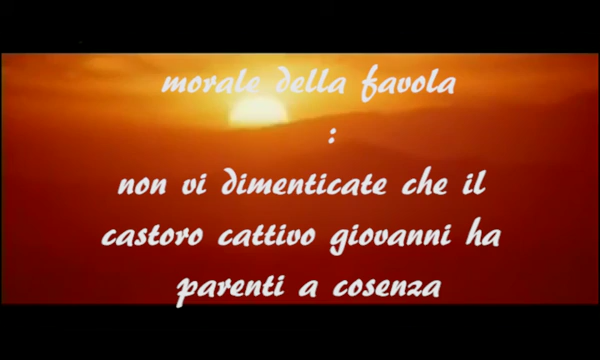 morale della favola
:
non vi dimenticate che il
castoro cattivo giovanni ha
parenti a cosenza